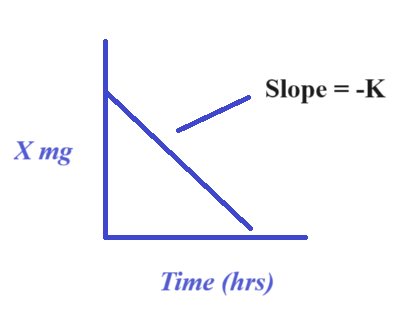 Slope = -K
X mg
Time (hrs)